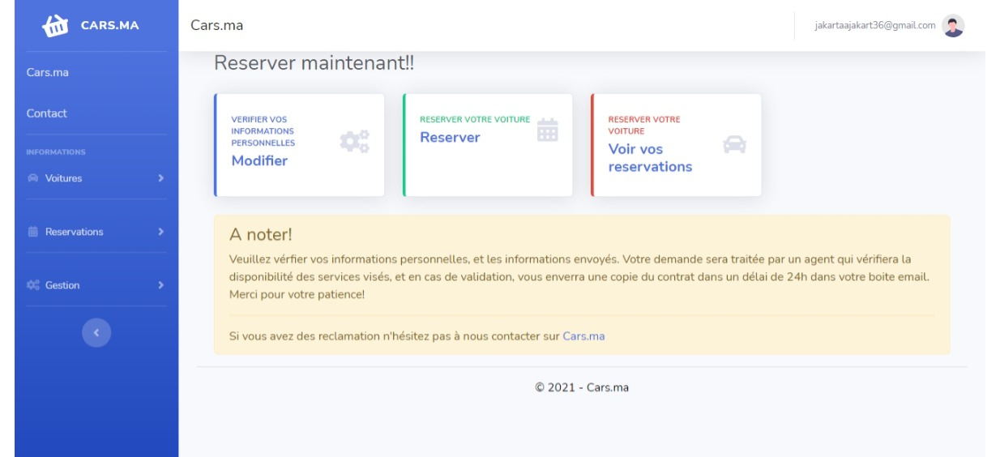 CARS.MA
Cars.ma
Contact
INFORMATIONS
Voitures
Reservations
Gestion
Cars.ma
jakartaajakart36@gmail.com
Reserver maintenant!!
VERIFIER VOS
INFORMATIONS
PERSONNELLES
Modifier
RESERVER VOTRE VOITURE
Reserver
RESERVER VOTRE
VOITURE
Voir vos
reservations
A noter!
Veuillez vérfier vos informations personnelles, et les informations envoyés. Votre demande sera traitée par un agent qui vérifiera la
disponibilité des services visés, et en cas de validation, vous enverra une copie du contrat dans un délai de 24h dans votre boite email.
Merci pour votre patience!
Si vous avez des reclamation n'hésitez pas à nous contacter sur Cars.ma
© 2021 - Cars.ma